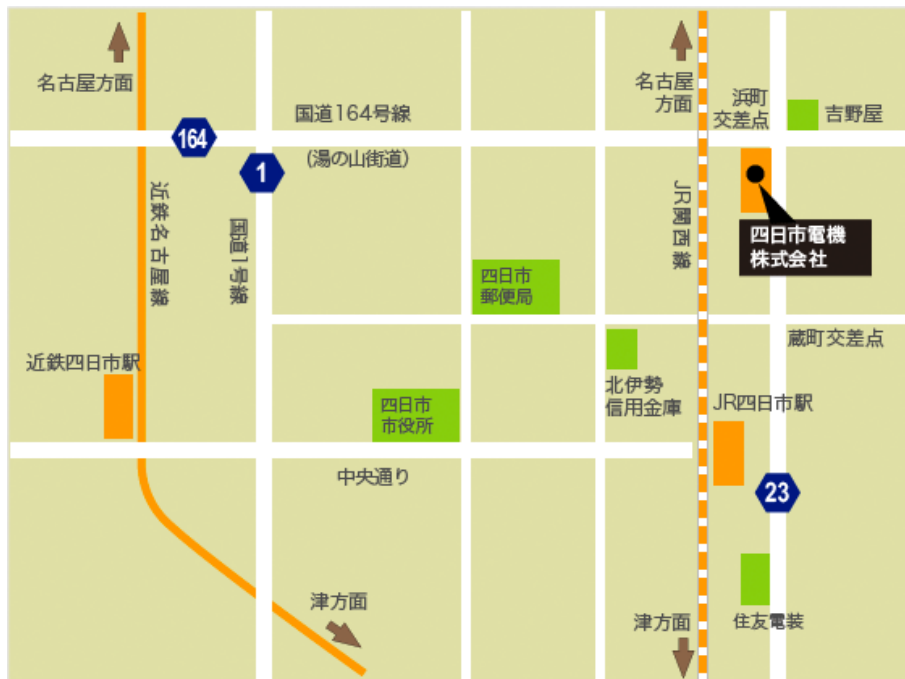 名古屋方面
名古屋
方面
浜町
交差点
吉野屋
国道164号線
164
(湯の山街道)
1
近鉄名古屋線
国道1号線
JR関西線
四日市電機
株式会社
四日市
郵便局
蔵町交差点
近鉄四日市駅
北伊勢
信用金庫
四日市
市役所
JR四日市駅
中央通り
23
津方面
津方面
住友電装